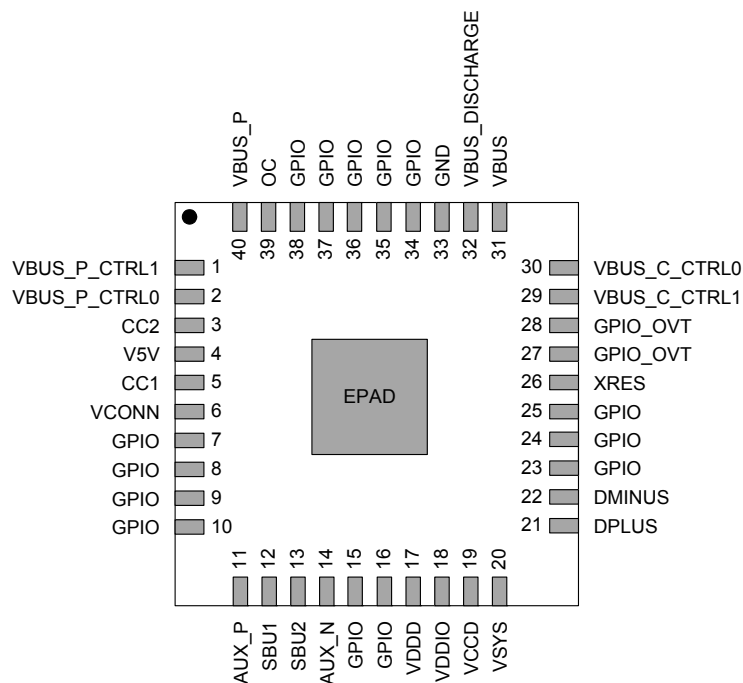 VBUS_P
OC
GPIO
GPIO
GPIO
GPIO
GPIO
GND
VBUS_DISCHARGE
VBUS
40
39
38
37
36
35
34
33
32
31
VBUS_P_CTRL1 1
VBUS_P_CTRL0 2
CC2 3
V5V 4
CC1 5
VCONN 6
GPIO 7
GPIO 8
GPIO 9
GPIO 10
EPAD
30 VBUS_C_CTRL0
29 VBUS_C_CTRL1
28 GPIO_OVT
27 GPIO_OVT
26 XRES
25 GPIO
24 GPIO
23 GPIO
22 DMINUS
21 DPLUS
11
12
13
14
15
16
17
18
19
20
AUX_P
SBU1
SBU2
AUX_N
GPIO
GPIO
VDDD
VDDIO
VCCD
VSYS